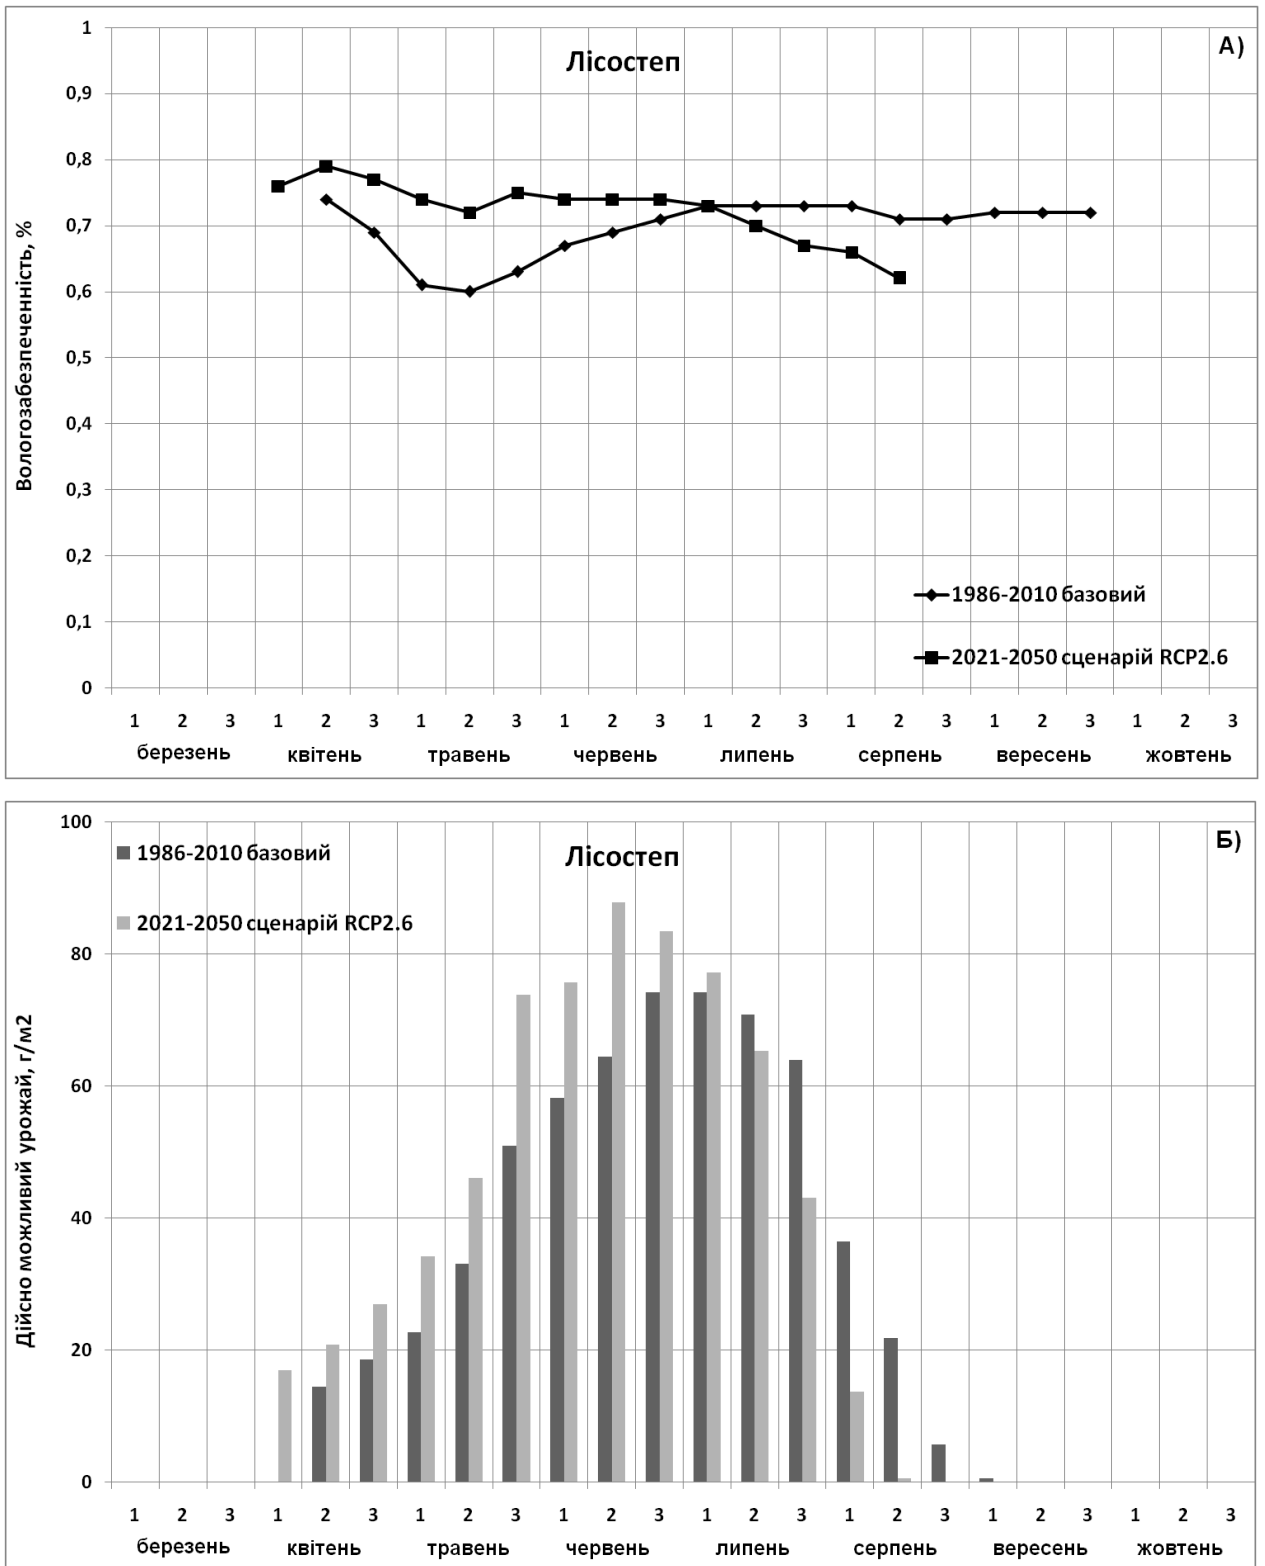 А)
Лісостеп
Вологозабезпеченність, %
1
0,9
0,8
0,7
0,6
0,5
0,4
0,3
0,2
0,1
0
1986-2010 базовий
2021-2050 сценарій RCP2.6
1 2 3 1 2 3 1 2 3 1 2 3 1 2 3 1 2 3 1 2 3 1 2 3
березень квітень травень червень липень серпень вересень жовтень
Б)
Лісостеп
1986-2010 базовий
2021-2050 сценарій RCP2.6
Дійсно можливий урожай, г/м2
100
80
60
40
20
0
1 2 3 1 2 3 1 2 3 1 2 3 1 2 3 1 2 3 1 2 3 1 2 3
березень квітень травень червень липень серпень вересень жовтень